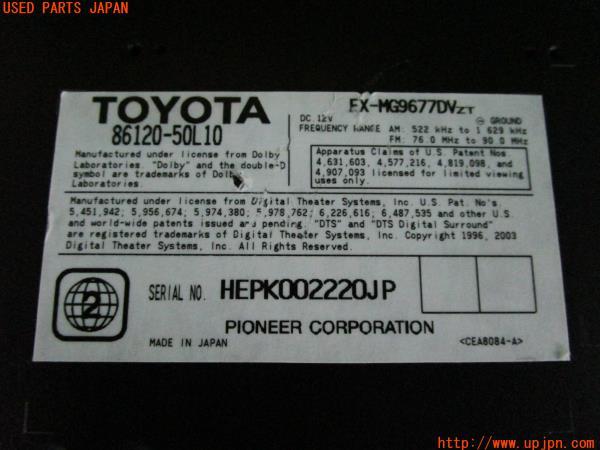 USED PARTS JAPAN
TOYOTA
86120-50L10
Manufactured under license from Dolby
Laboratories. "Dolby" and the double-D
symbol are trademarks of Dolby
Laboratories.
FX-MG9677DVZT
DC 12V
GROUND
FREQUENCY RANGE AM: 522 kHz to 1 629 kHz
FM: 76.0 MHz to 90.0 MHz
Apparatus Claims of U.S. Patent Nos.
4,631,603, 4,577,216, 4,819,098, and
4,907,093 licensed for limited viewing
uses only.
Manufactured under license from Digital Theater Systems, Inc. U.S. Pat. No's.
5,451,942; 5,956,674; 5,974,380; 5,978,762; 6,226,616; 6,487,535 and other U.S.
and world-wide patents issued and pending. "DTS" and "DTS Digital Surround"
are registered trademarks of Digital Theater Systems, Inc. Copyright 1996, 2003
Digital Theater Systems, Inc. All Rights Reserved.
2
SERIAL NO. HEPK002220JP
PIONEER CORPORATION
MADE IN JAPAN
<CEA8084-A>
http://www.upjpn.com/